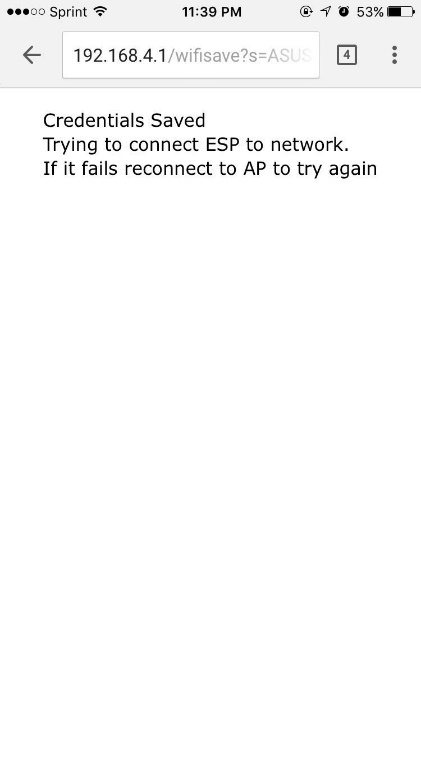 Sprint 11:39 PM 53%
192.168.4.1/wifisave?s=ASUS 4
Credentials Saved
Trying to connect ESP to network.
If it fails reconnect to AP to try again